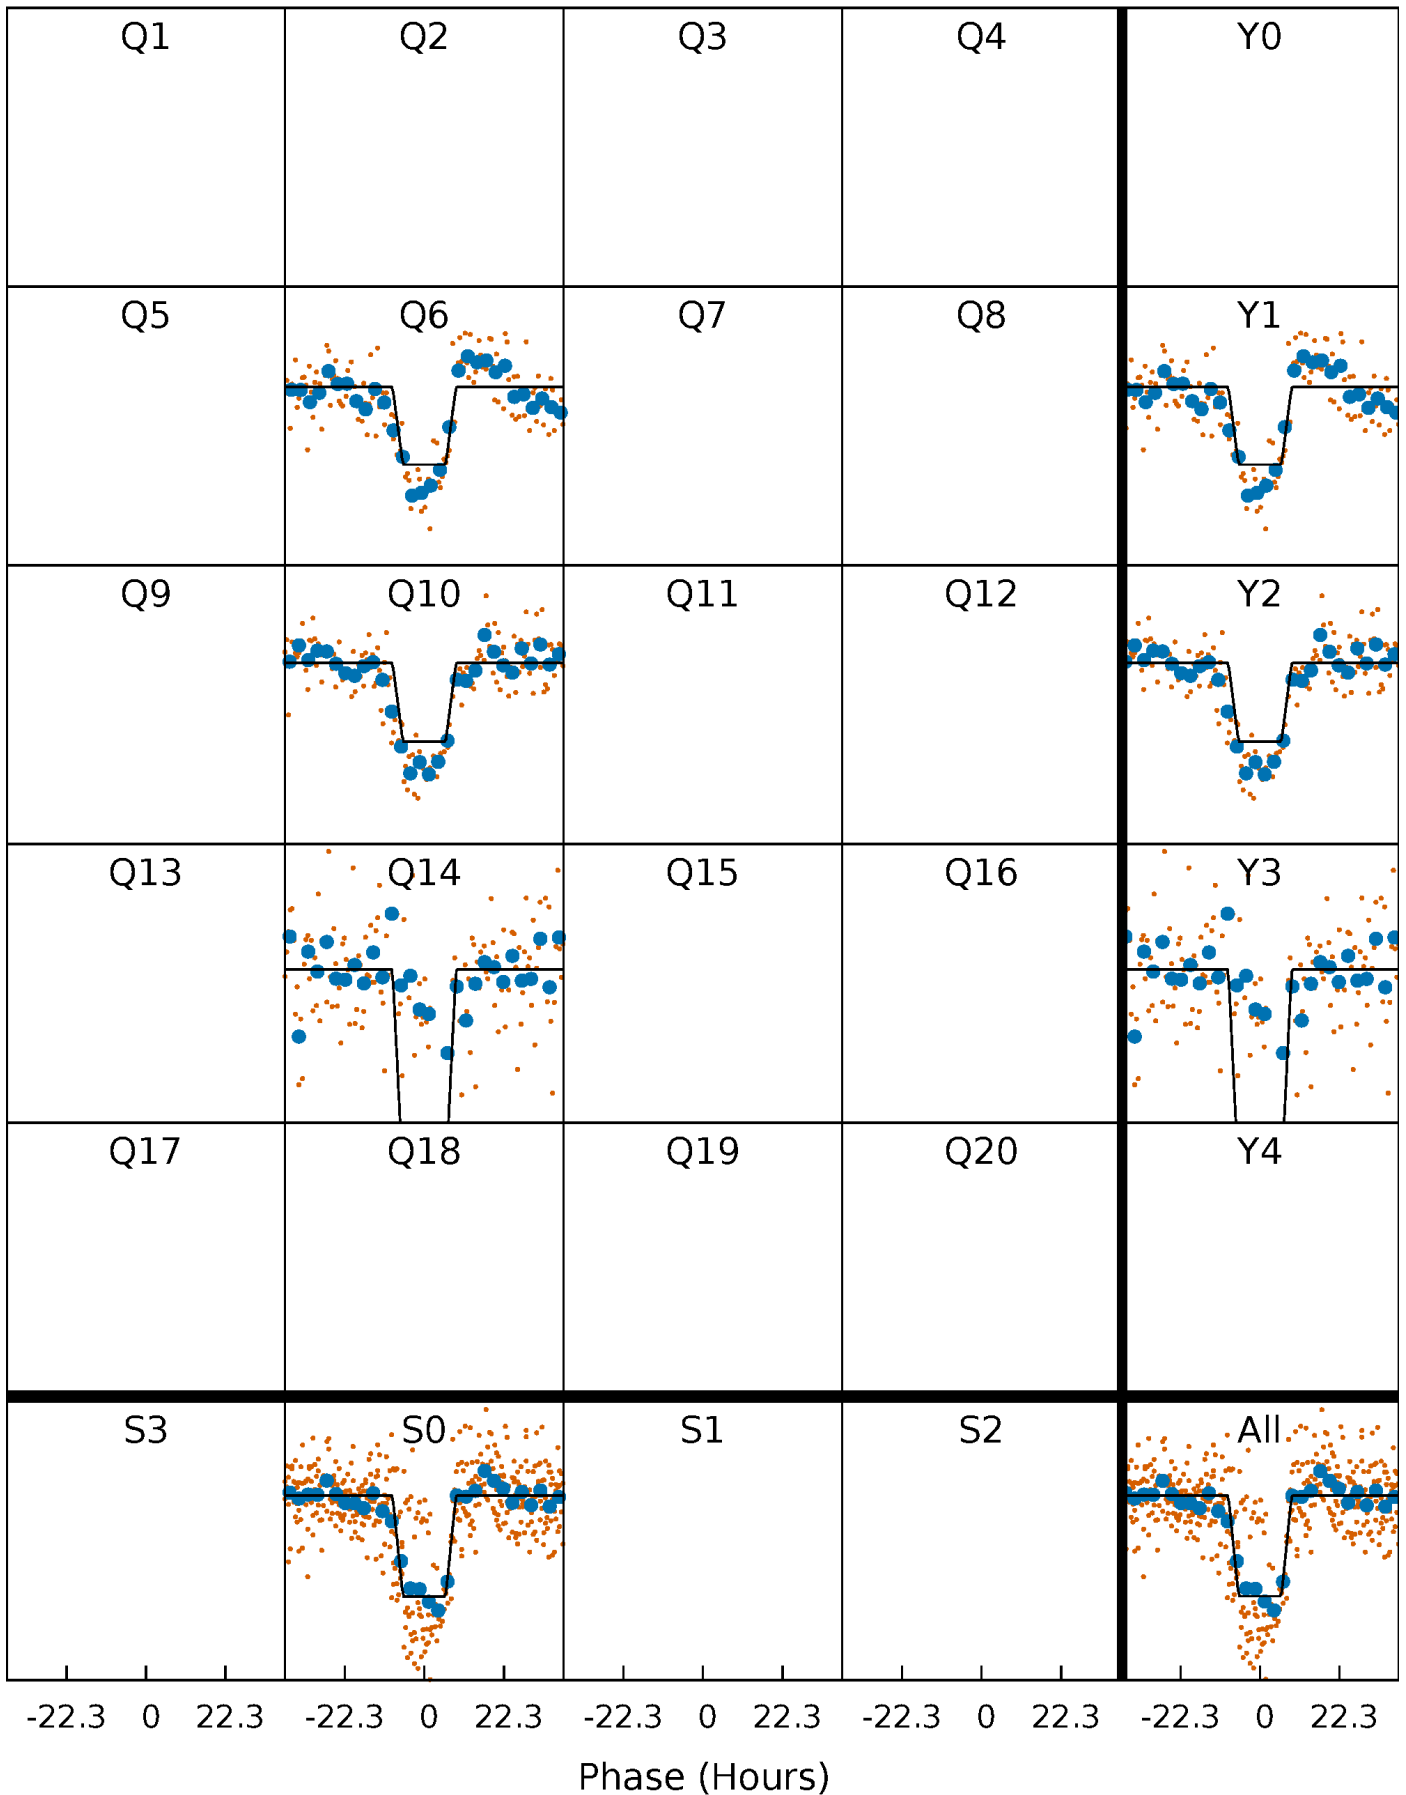 Q1 Q2 Q3 Q4 Y0
Q5 Q6 Q7 Q8 Y1
Q9 Q10 Q11 Q12 Y2
Q13 Q14 Q15 Q16 Y3
Q17 Q18 Q19 Q20 Y4
S3 S0 S1 S2 All
-22.3 0 22.3 -22.3 0 22.3 -22.3 0 22.3 -22.3 0 22.3 -22.3 0 22.3
Phase (Hours)